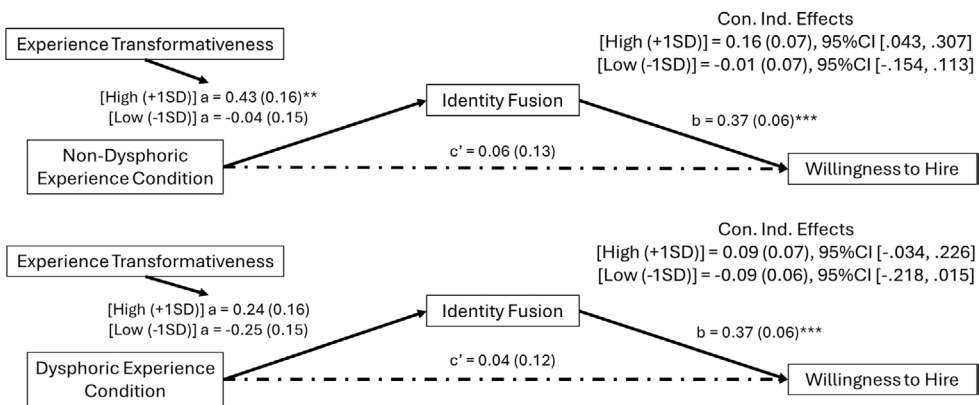 Con. Ind. Effects
Experience Transformativeness
[High (+1SD)] = 0.16 (0.07), 95%CI [.043, .307]
[Low (-1SD)] = -0.01 (0.07), 95%CI [-.154, .113]
[High (+1SD)] a = 0.43 (0.16)**
[Low (-1SD)] a = -0.04 (0.15)
Identity Fusion
b = 0.37 (0.06)***
Non-Dysphoric
Experience Condition
c' = 0.06 (0.13)
Willingness to Hire
Con. Ind. Effects
Experience Transformativeness
[High (+1SD)] = 0.09 (0.07), 95%CI [-.034, .226]
[Low (-1SD)] = -0.09 (0.06), 95%CI [-.218, .015]
[High (+1SD)] a = 0.24 (0.16)
[Low (-1SD)] a = -0.25 (0.15)
Identity Fusion
b = 0.37 (0.06)***
Dysphoric Experience
Condition
c' = 0.04 (0.12)
Willingness to Hire